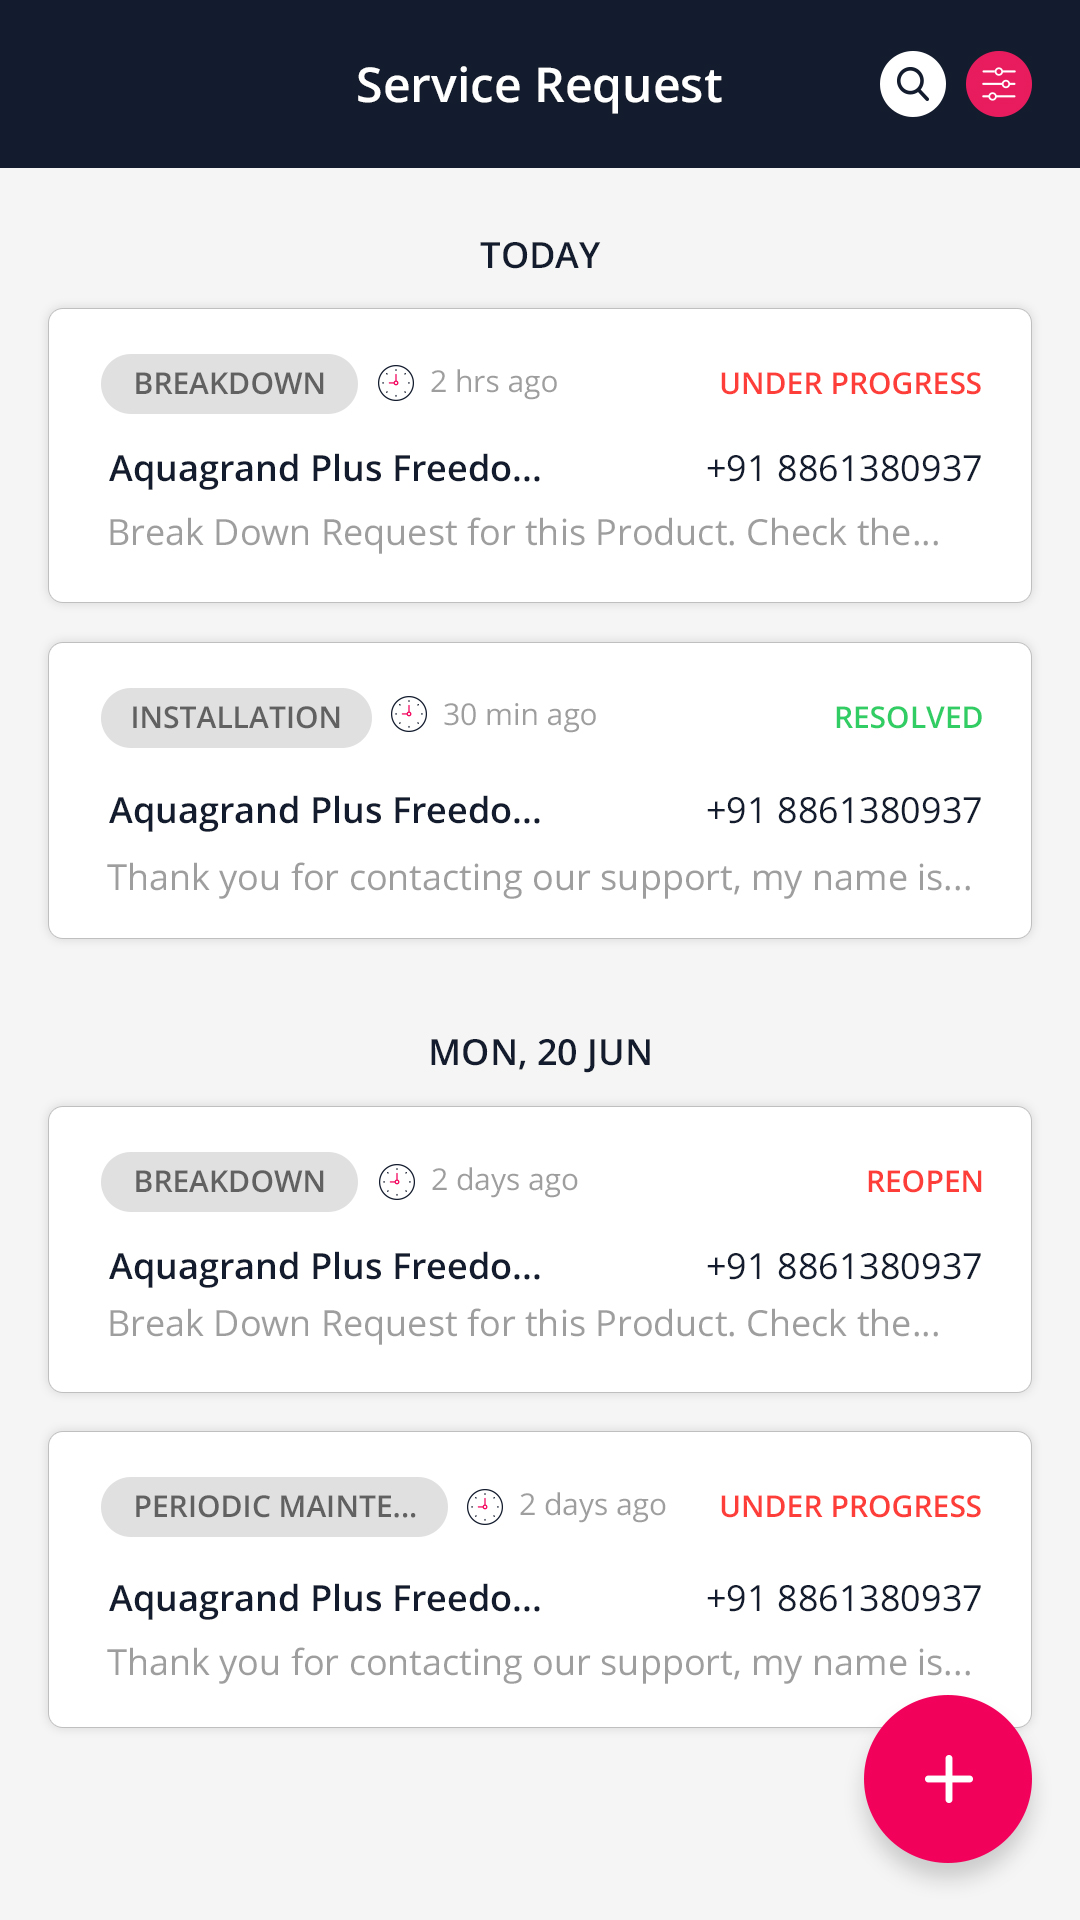 Service Request
TODAY
BREAKDOWN 2 hrs ago UNDER PROGRESS
Aquagrand Plus Freedo... +91 8861380937
Break Down Request for this Product. Check the...
INSTALLATION 30 min ago RESOLVED
Aquagrand Plus Freedo... +91 8861380937
Thank you for contacting our support, my name is...
MON, 20 JUN
BREAKDOWN 2 days ago REOPEN
Aquagrand Plus Freedo... +91 8861380937
Break Down Request for this Product. Check the...
PERIODIC MAINTE... 2 days ago UNDER PROGRESS
Aquagrand Plus Freedo... +91 8861380937
Thank you for contacting our support, my name is...